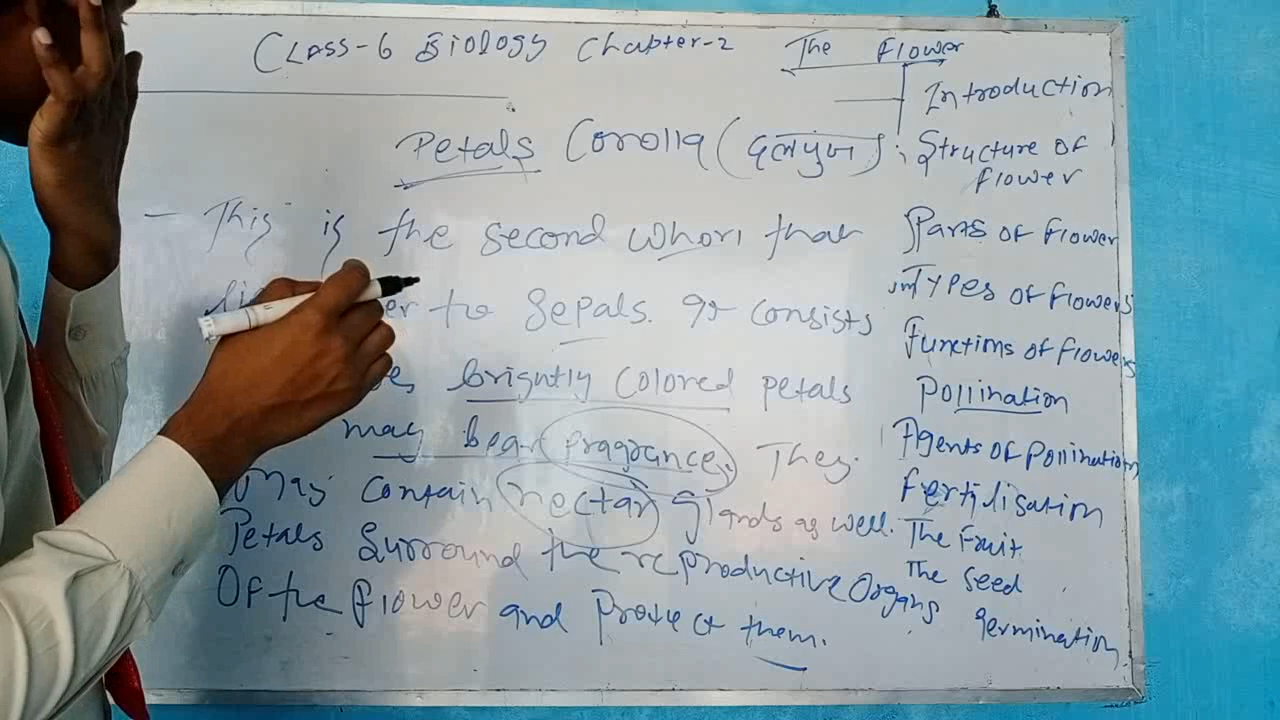 Class-6 Biology Chapter-2 The Flower
Introduction
Petals Corolla (दलपुंज) : Structure of
flower
- This is the second whorl that
Parts of flower
to Sepals. It consists
Types of flowers
Functions of flowers
brightly colored petals
Pollination
may bear fragrance. They
Agents of Pollination
may contain nectar glands as well.
Fertilisation
The Fruit
Petals Surround the reproductive Organs
The seed
Of the flower and Protect them.
germination